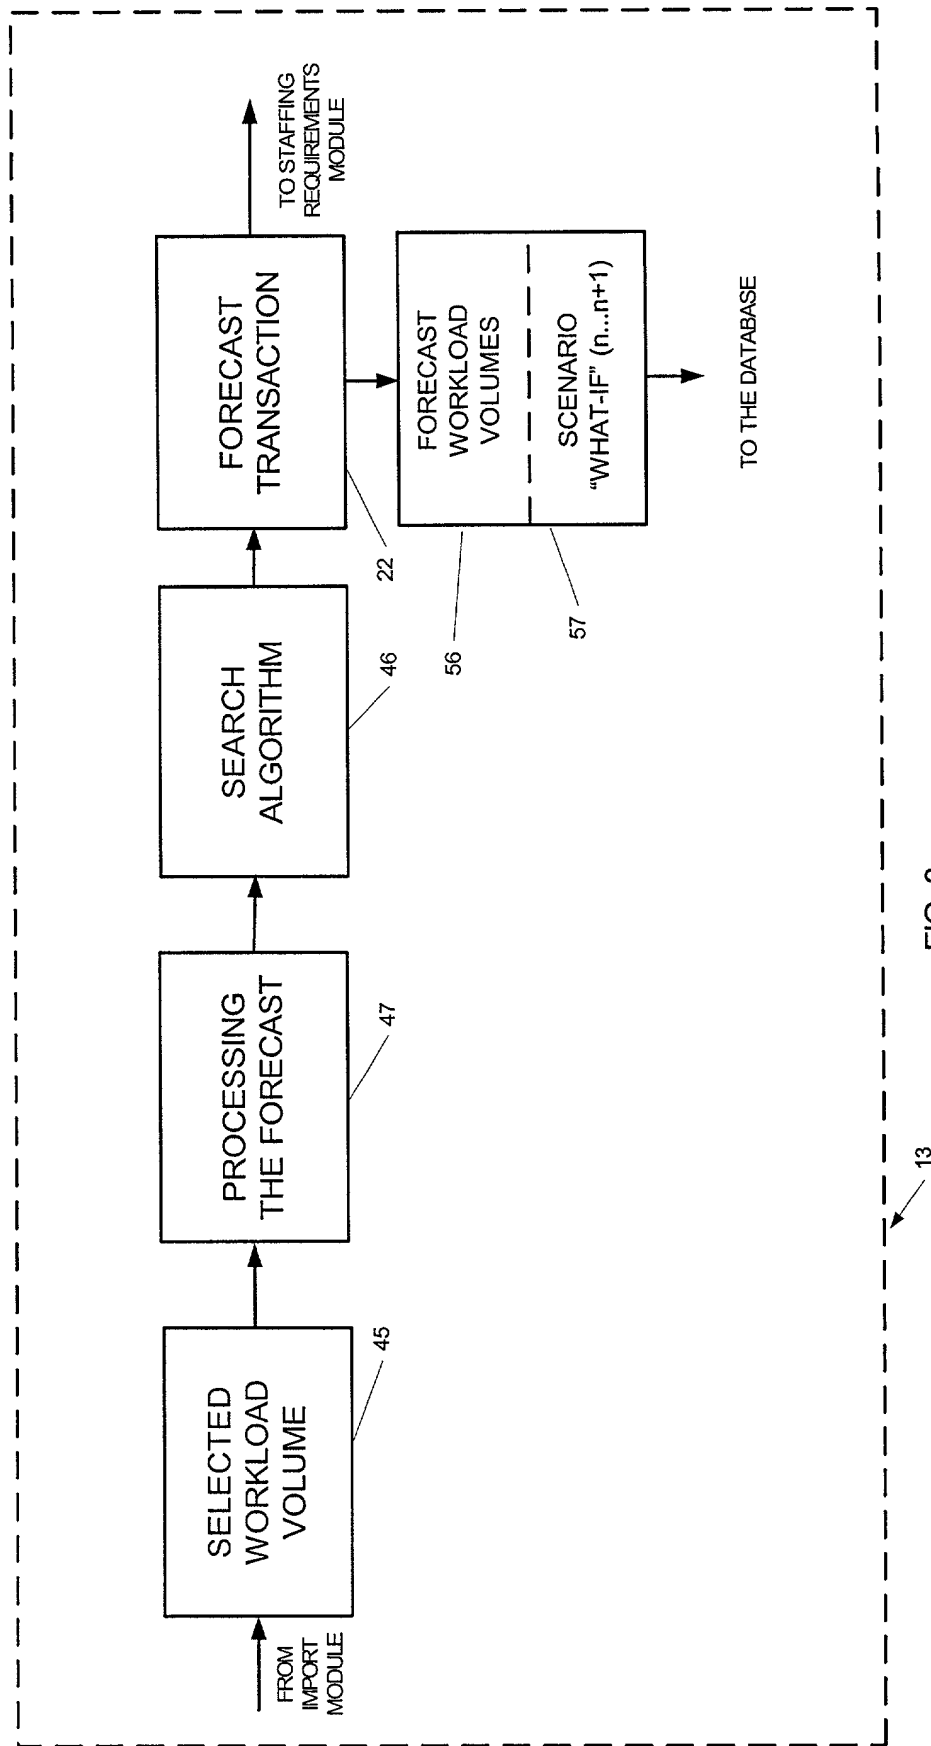 FROM
IMPORT
MODULE
SELECTED
WORKLOAD
VOLUME
45
PROCESSING
THE FORECAST
47
SEARCH
ALGORITHM
46
FORECAST
TRANSACTION
22
TO STAFFING
REQUIREMENTS
MODULE
FORECAST
WORKLOAD
VOLUMES
56
SCENARIO
"WHAT-IF" (n...n+1)
57
TO THE DATABASE
13
FIG.